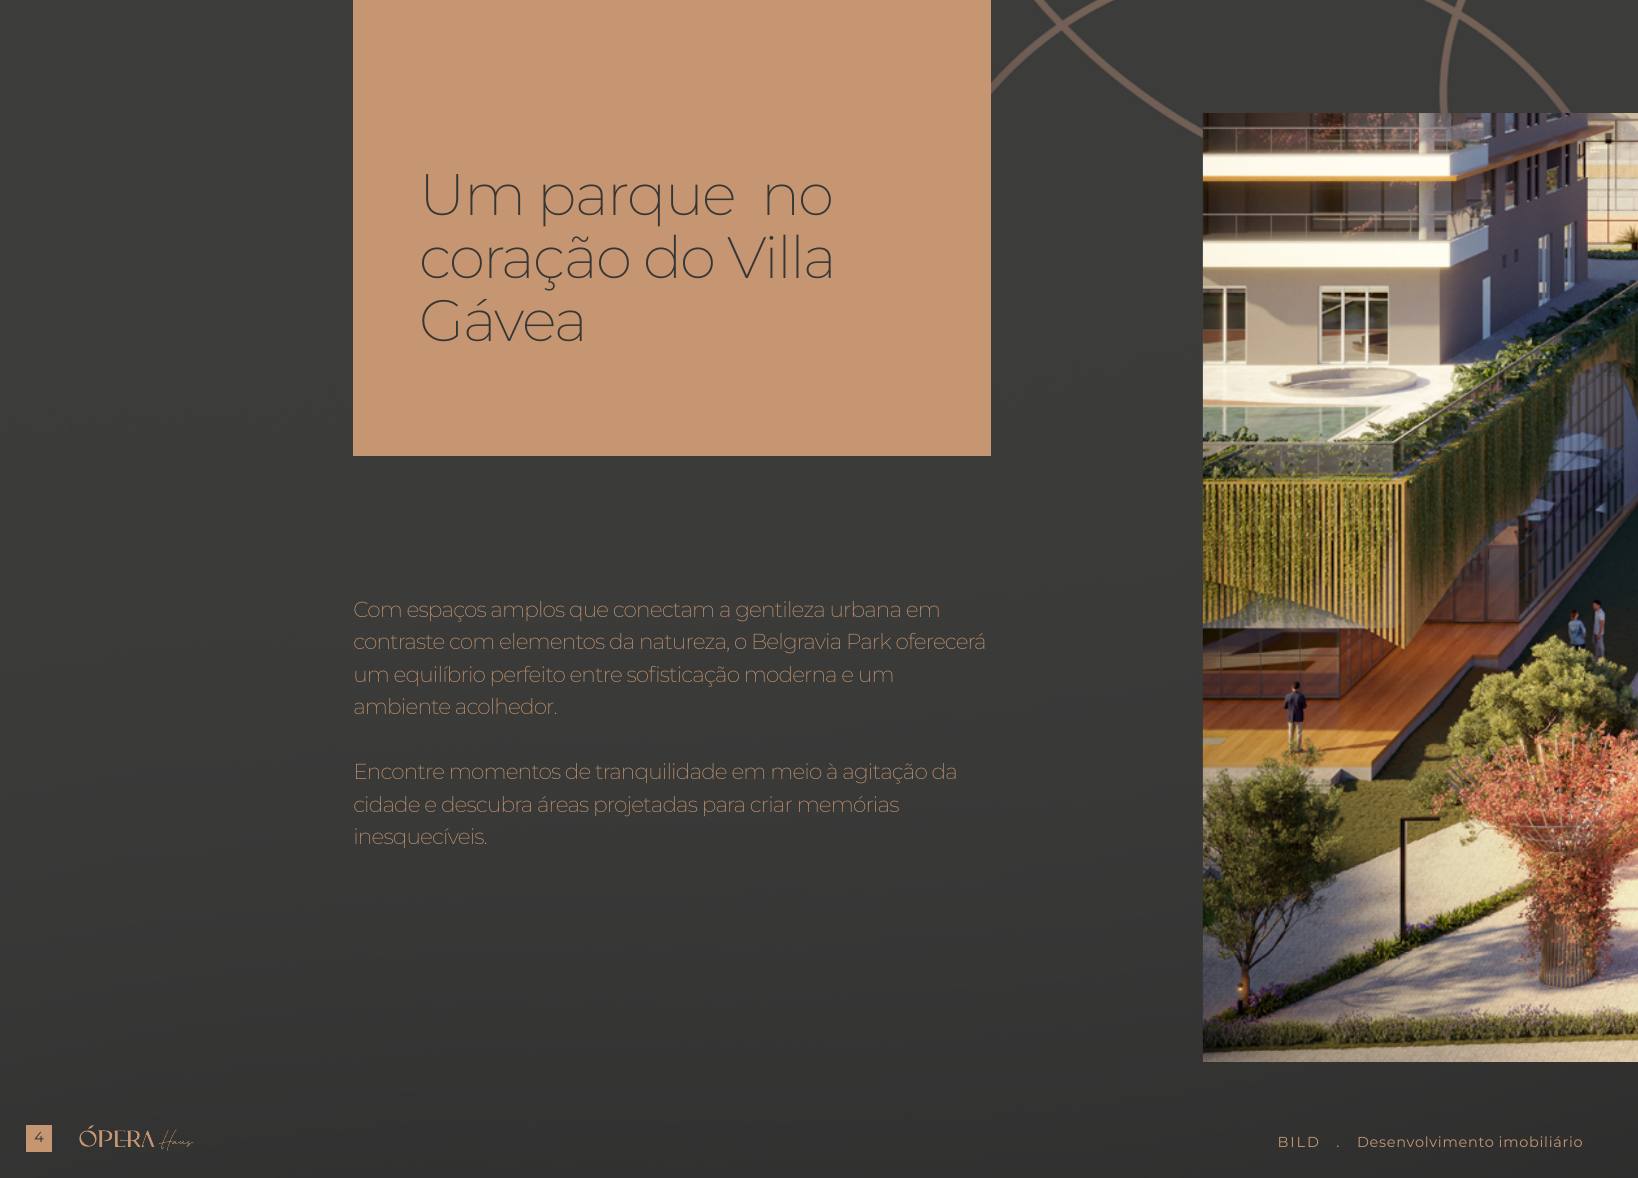 Um parque  no
coração do Villa
Gávea
Com espaços amplos que conectam a gentileza urbana em
contraste com elementos da natureza, o Belgravia Park oferecerá
um equilíbrio perfeito entre sofisticação moderna e um
ambiente acolhedor.
Encontre momentos de tranquilidade em meio à agitação da
cidade e descubra áreas projetadas para criar memórias
inesquecíveis.
4 ÓPERA Haus
BILD . Desenvolvimento imobiliário